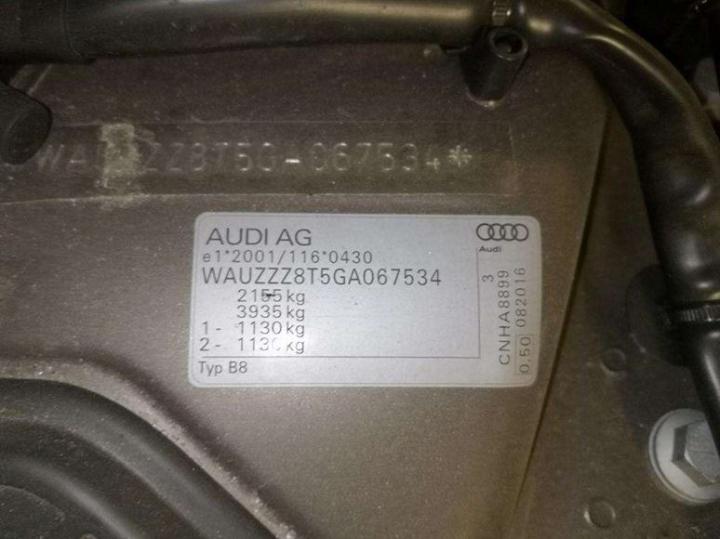 WAUZZZ8T5GA067534*
AUDI AG
Audi
e1*2001/116*0430
WAUZZZ8T5GA067534
2155kg
3935kg
1- 1130kg
2- 1130kg
Typ B8
3
CNHA8899
0,50 082016